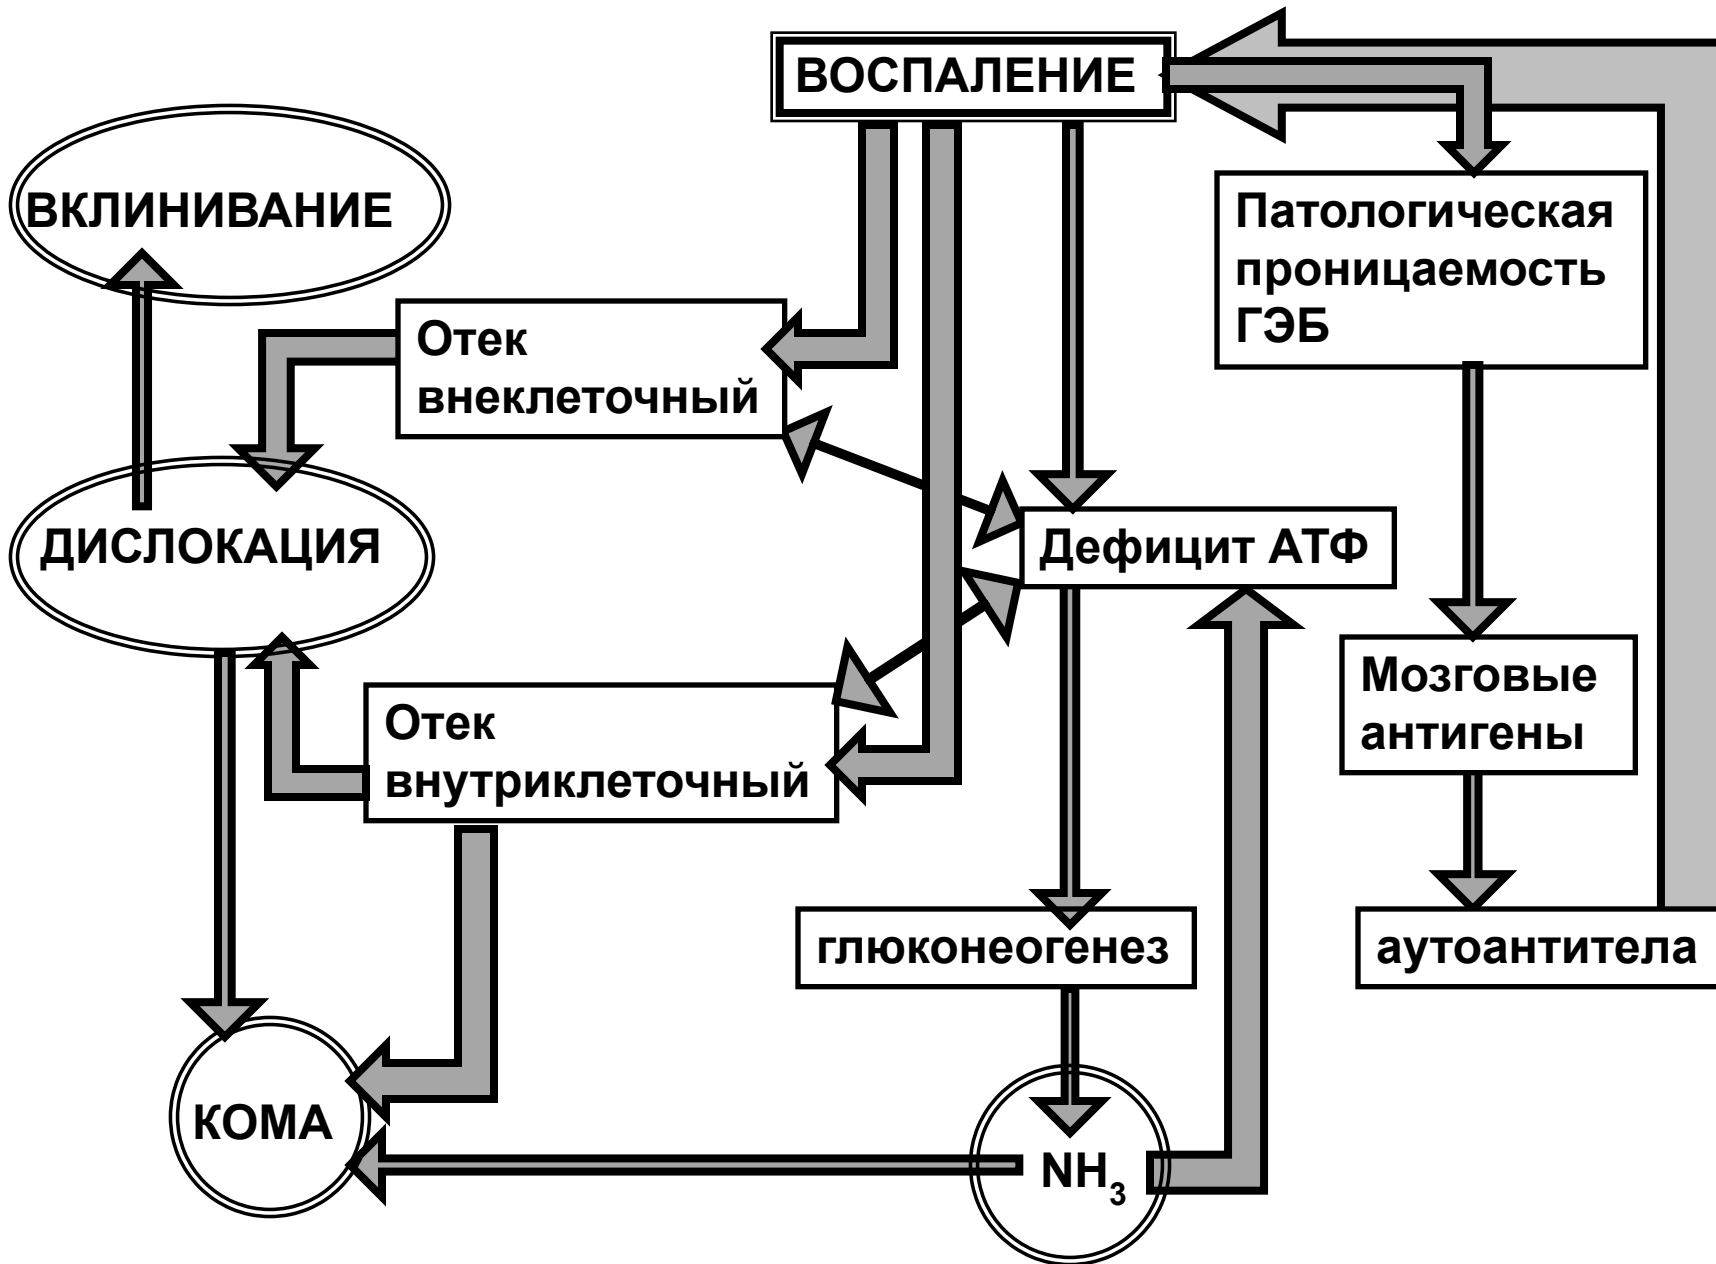 ВОСПАЛЕНИЕ
ВКЛИНИВАНИЕ
Патологическая
проницаемость
ГЭБ
Отек
внеклеточный
ДИСЛОКАЦИЯ
Дефицит АТФ
Мозговые
антигены
Отек
внутриклеточный
глюконеогенез
аутоантитела
КОМА
NH₃